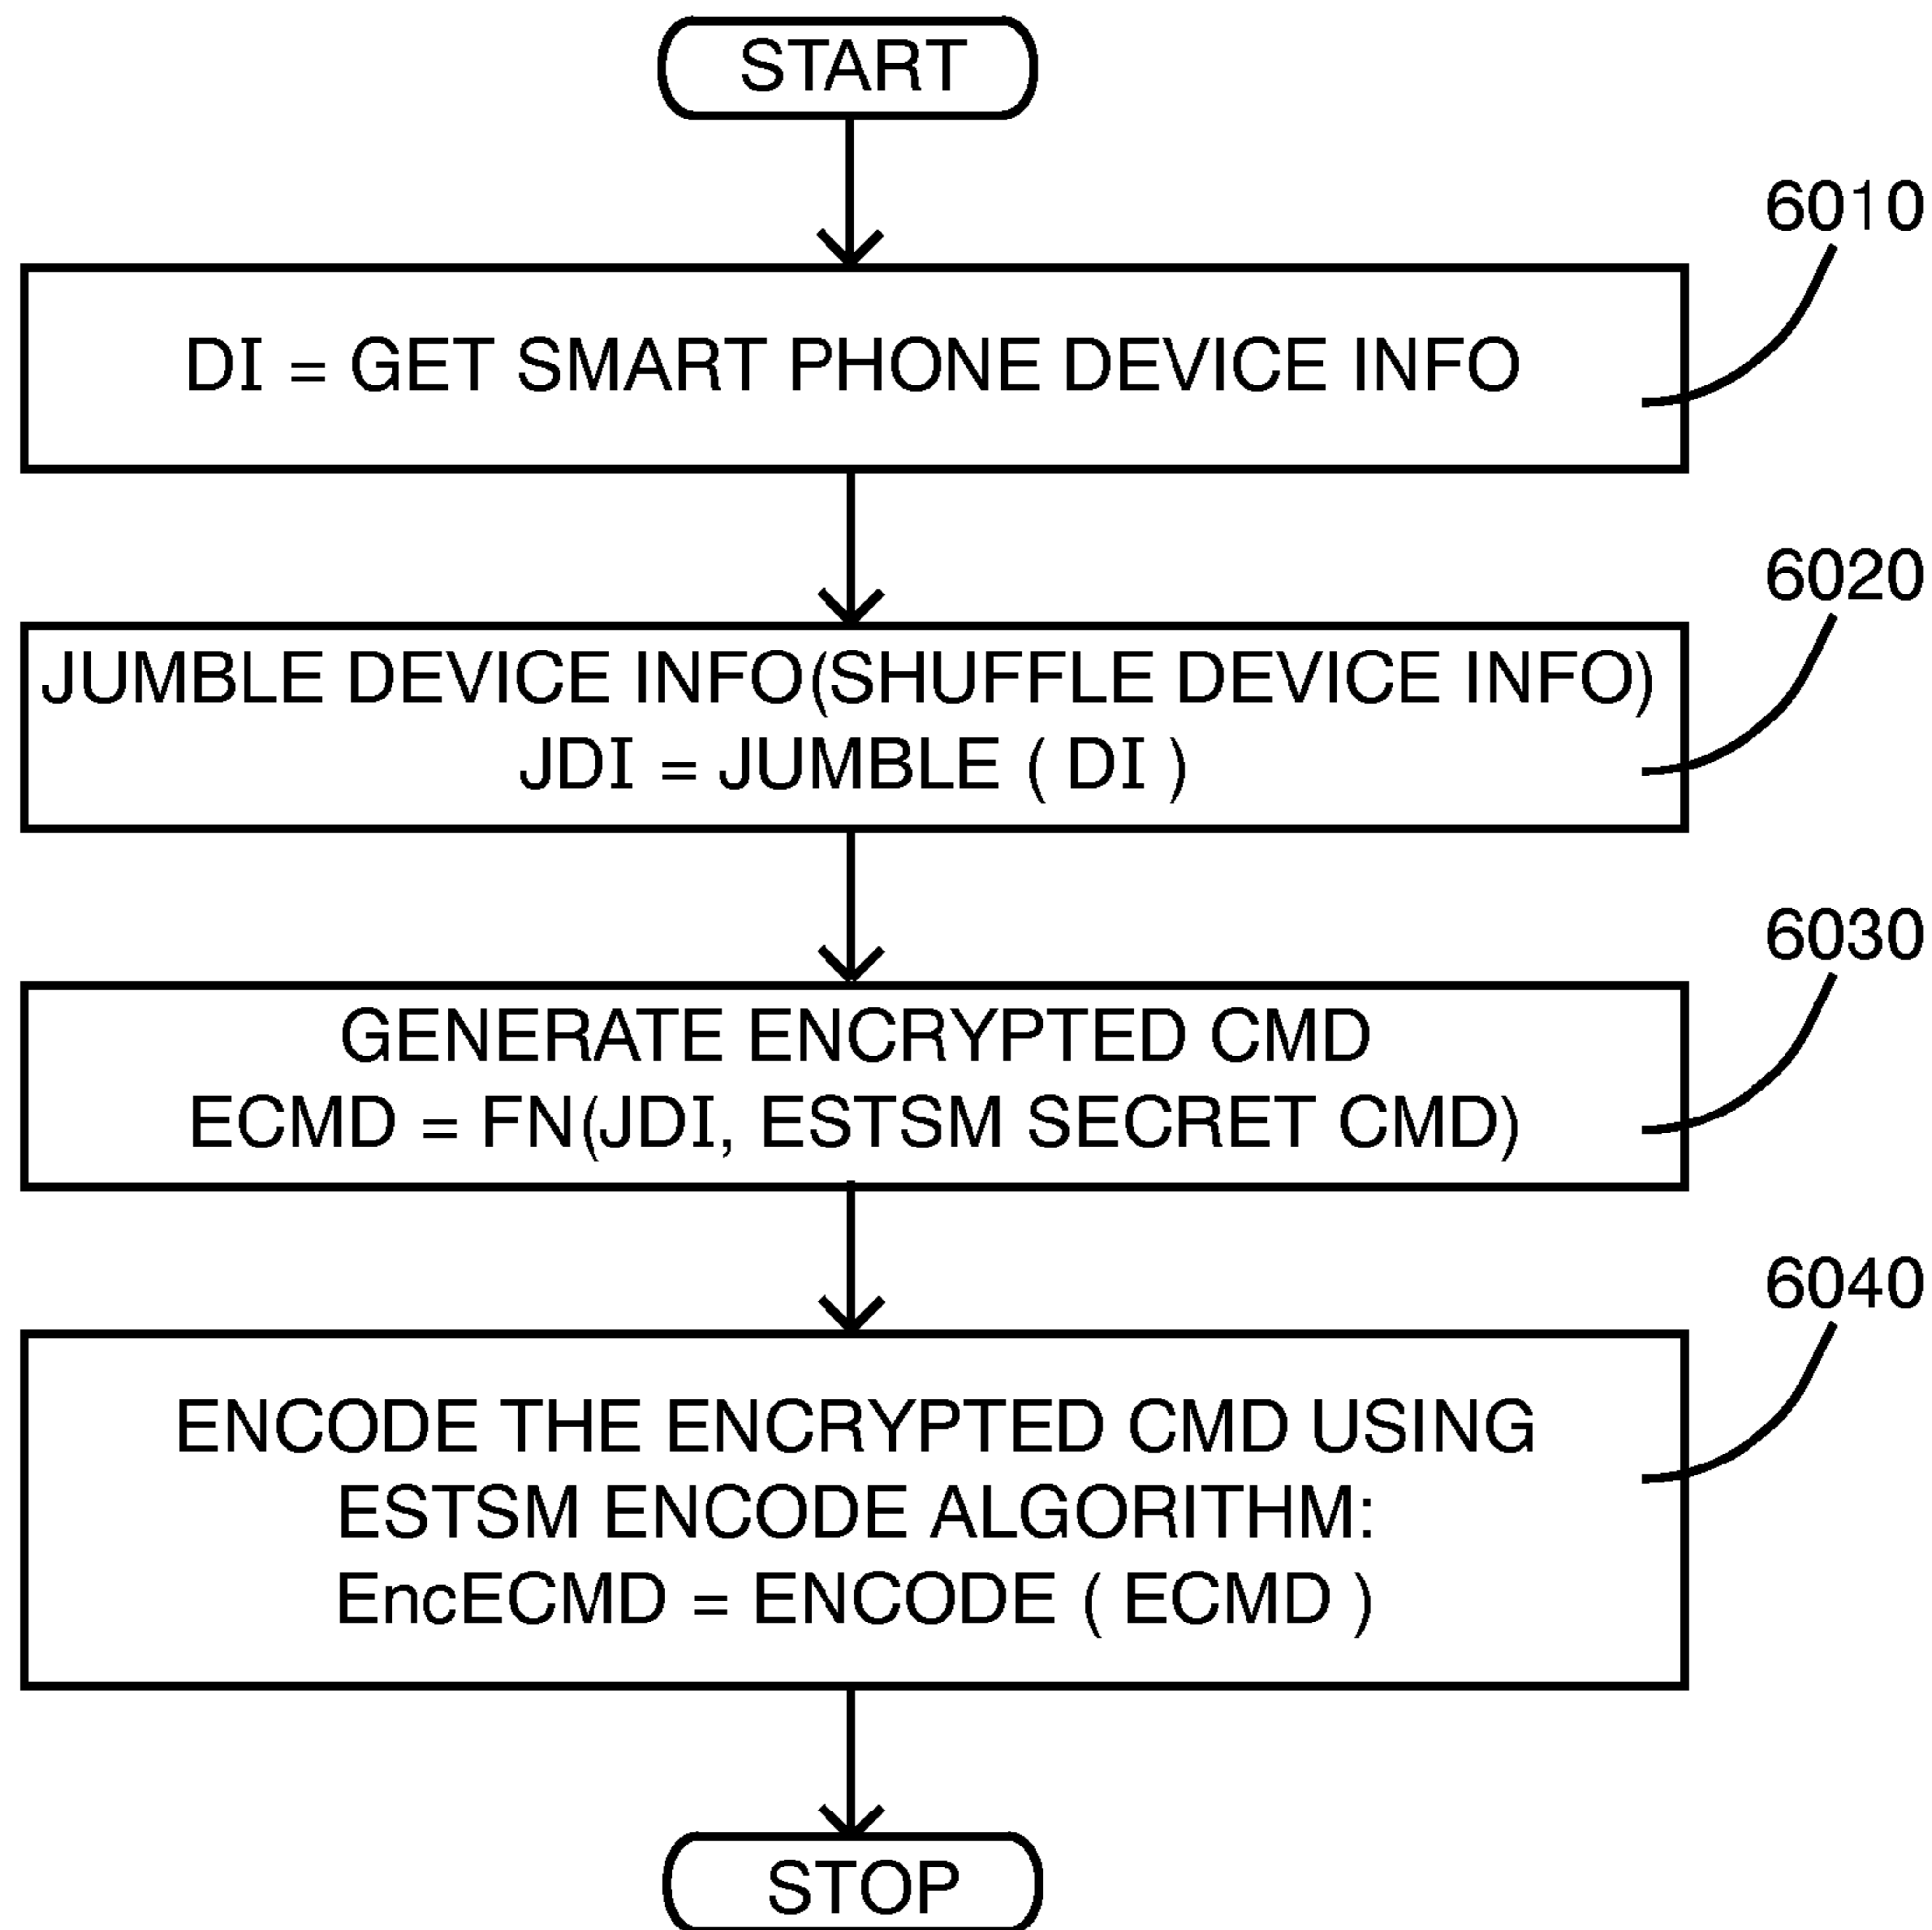 START
6010
DI = GET SMART PHONE DEVICE INFO
6020
JUMBLE DEVICE INFO(SHUFFLE DEVICE INFO)
JDI = JUMBLE ( DI )
6030
GENERATE ENCRYPTED CMD
ECMD = FN(JDI, ESTSM SECRET CMD)
6040
ENCODE THE ENCRYPTED CMD USING
ESTSM ENCODE ALGORITHM:
EncECMD = ENCODE ( ECMD )
STOP